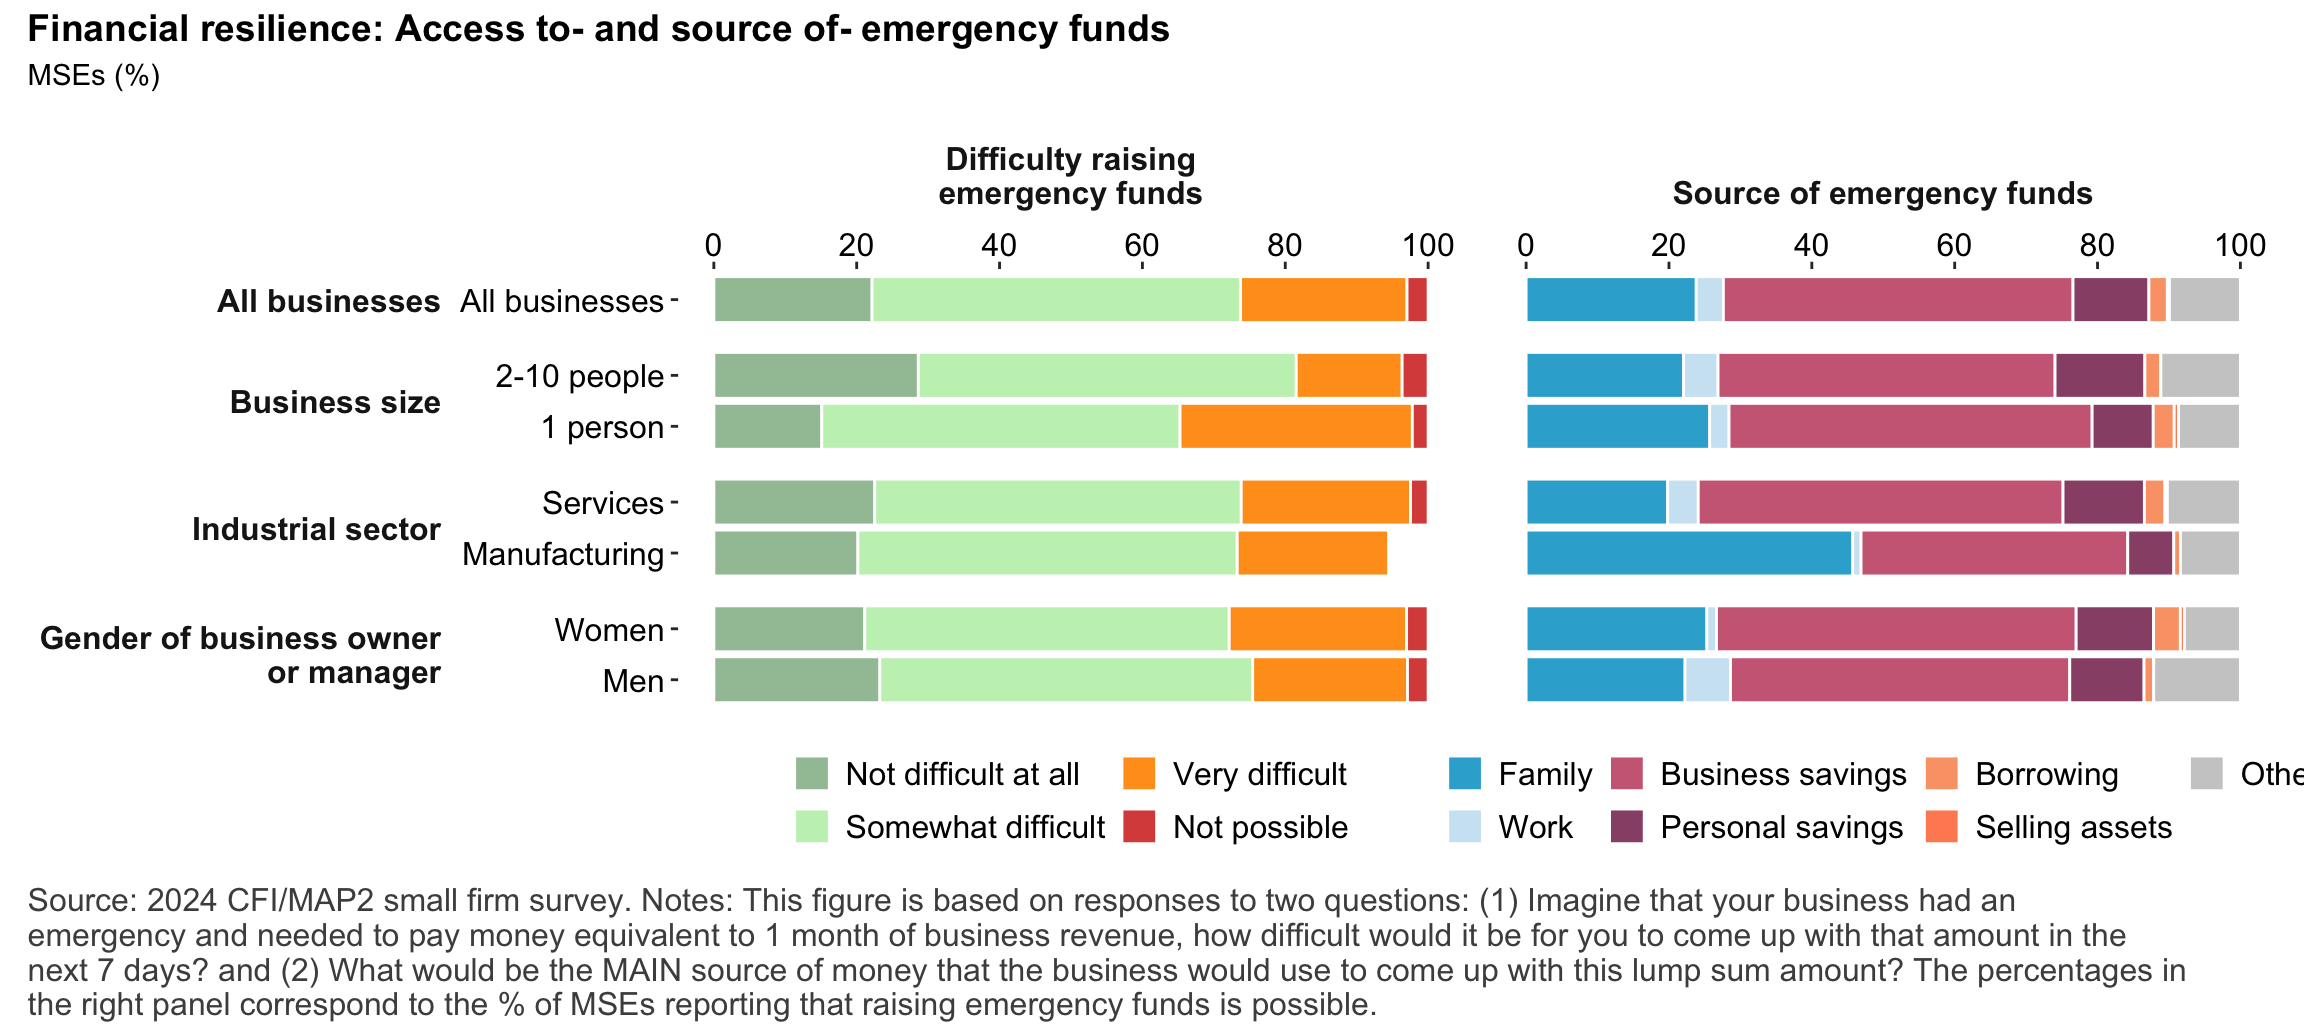 Financial resilience: Access to- and source of- emergency funds
MSEs (%)
Difficulty raising
emergency funds
Source of emergency funds
0 20 40 60 80 100
0 20 40 60 80 100
All businesses All businesses
Business size
2-10 people
1 person
Industrial sector
Services
Manufacturing
Gender of business owner
or manager
Women
Men
Not difficult at all
Very difficult
Somewhat difficult
Not possible
Family
Business savings
Borrowing
Othe
Work
Personal savings
Selling assets
Source: 2024 CFI/MAP2 small firm survey. Notes: This figure is based on responses to two questions: (1) Imagine that your business had an
emergency and needed to pay money equivalent to 1 month of business revenue, how difficult would it be for you to come up with that amount in the
next 7 days? and (2) What would be the MAIN source of money that the business would use to come up with this lump sum amount? The percentages in
the right panel correspond to the % of MSEs reporting that raising emergency funds is possible.